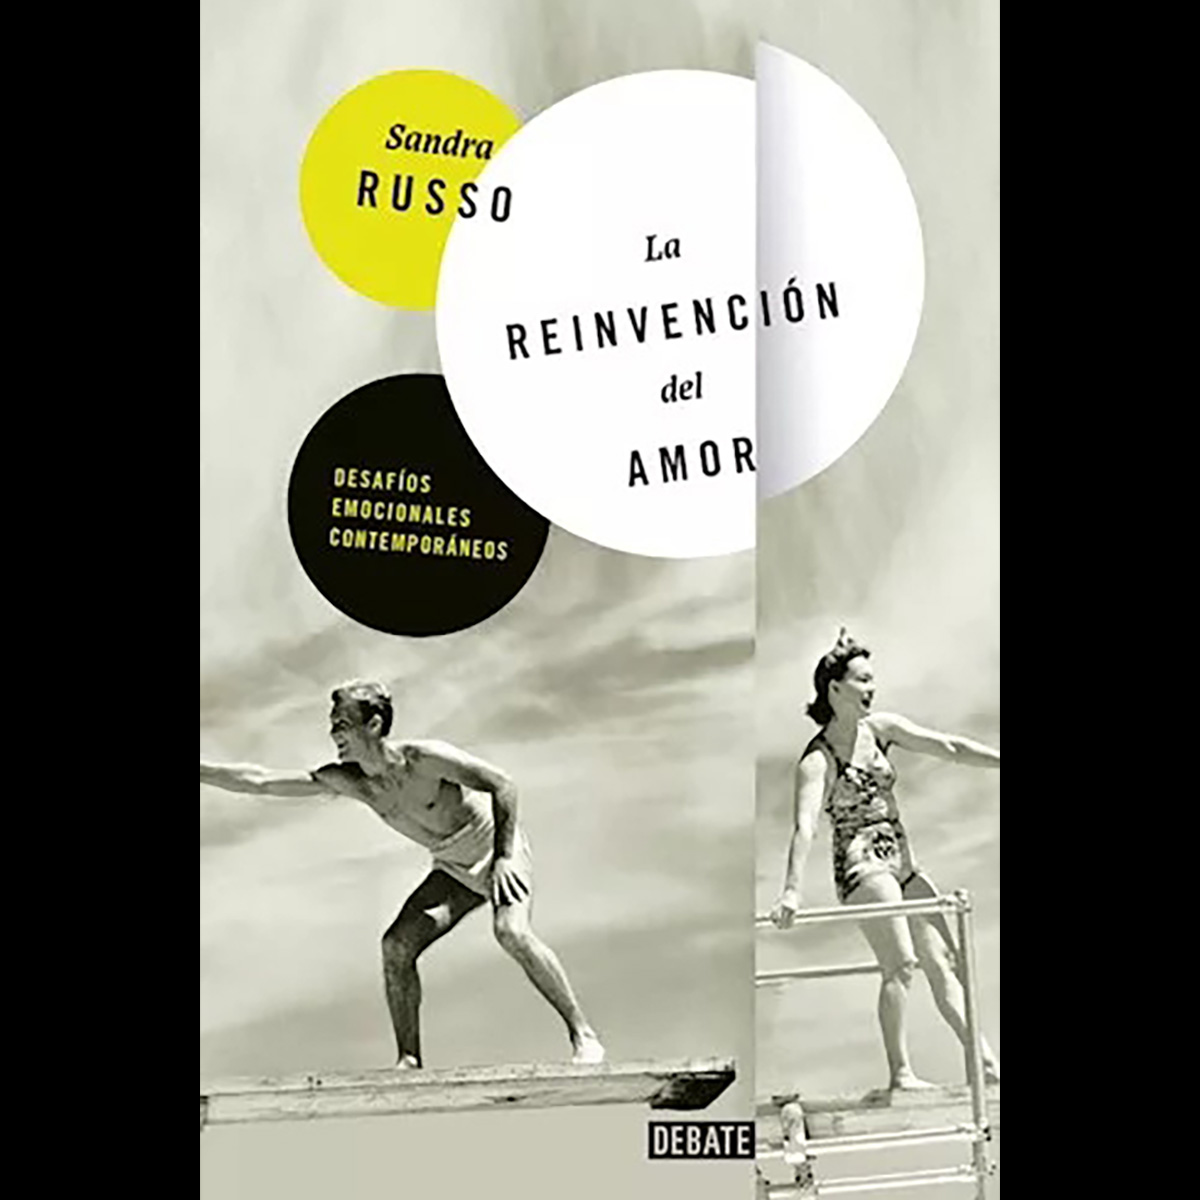 Sandra
RUSSO
La
REINVENCIÓN
del
AMOR
DESAFÍOS
EMOCIONALES
CONTEMPORÁNEOS
DEBATE